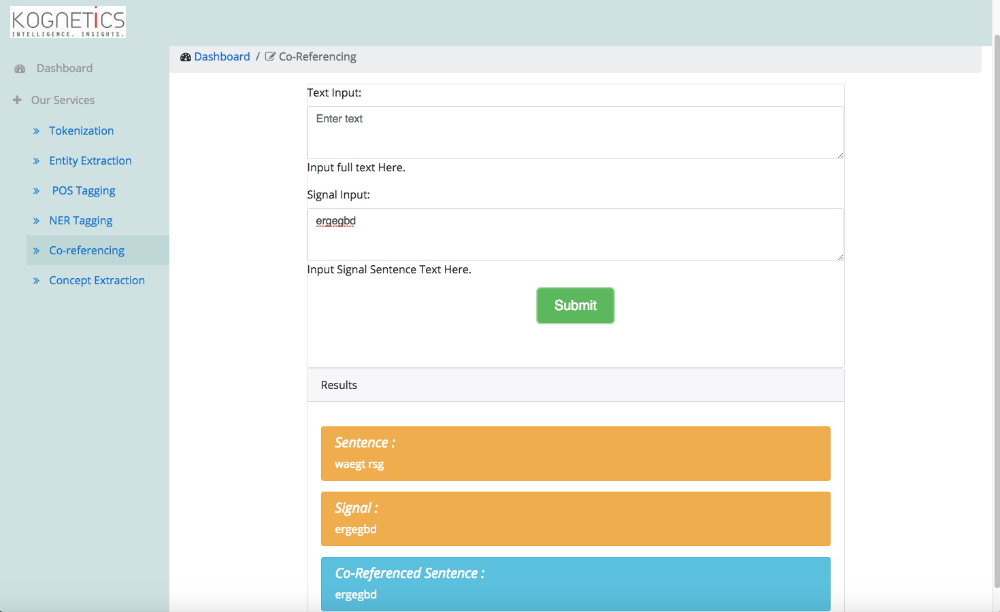 KOGNETiCS
INTELLIGENCE. INSIGHTS.
Dashboard / Co-Referencing
Dashboard
Our Services
Tokenization
Entity Extraction
POS Tagging
NER Tagging
Co-referencing
Concept Extraction
Text Input:
Enter text
Input full text Here.
Signal Input:
ergegbd
Input Signal Sentence Text Here.
Submit
Results
Sentence :
waegt rsg
Signal :
ergegbd
Co-Referenced Sentence :
ergegbd